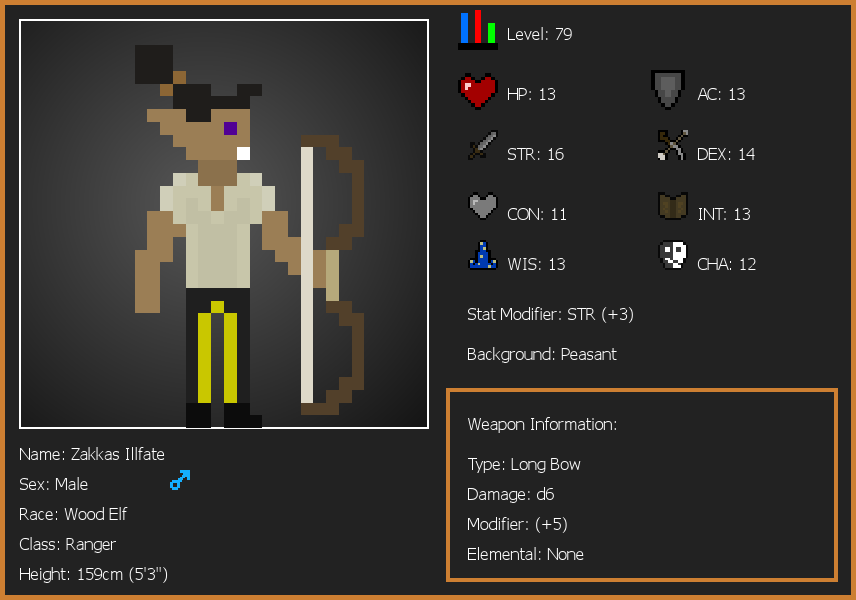 Level: 79
HP: 13
AC: 13
STR: 16
DEX: 14
CON: 11
INT: 13
WIS: 13
CHA: 12
Stat Modifier: STR (+3)
Background: Peasant
Weapon Information:
Type: Long Bow
Damage: d6
Modifier: (+5)
Elemental: None
Name: Zakkas Illfate
Sex: Male
Race: Wood Elf
Class: Ranger
Height: 159cm (5'3")